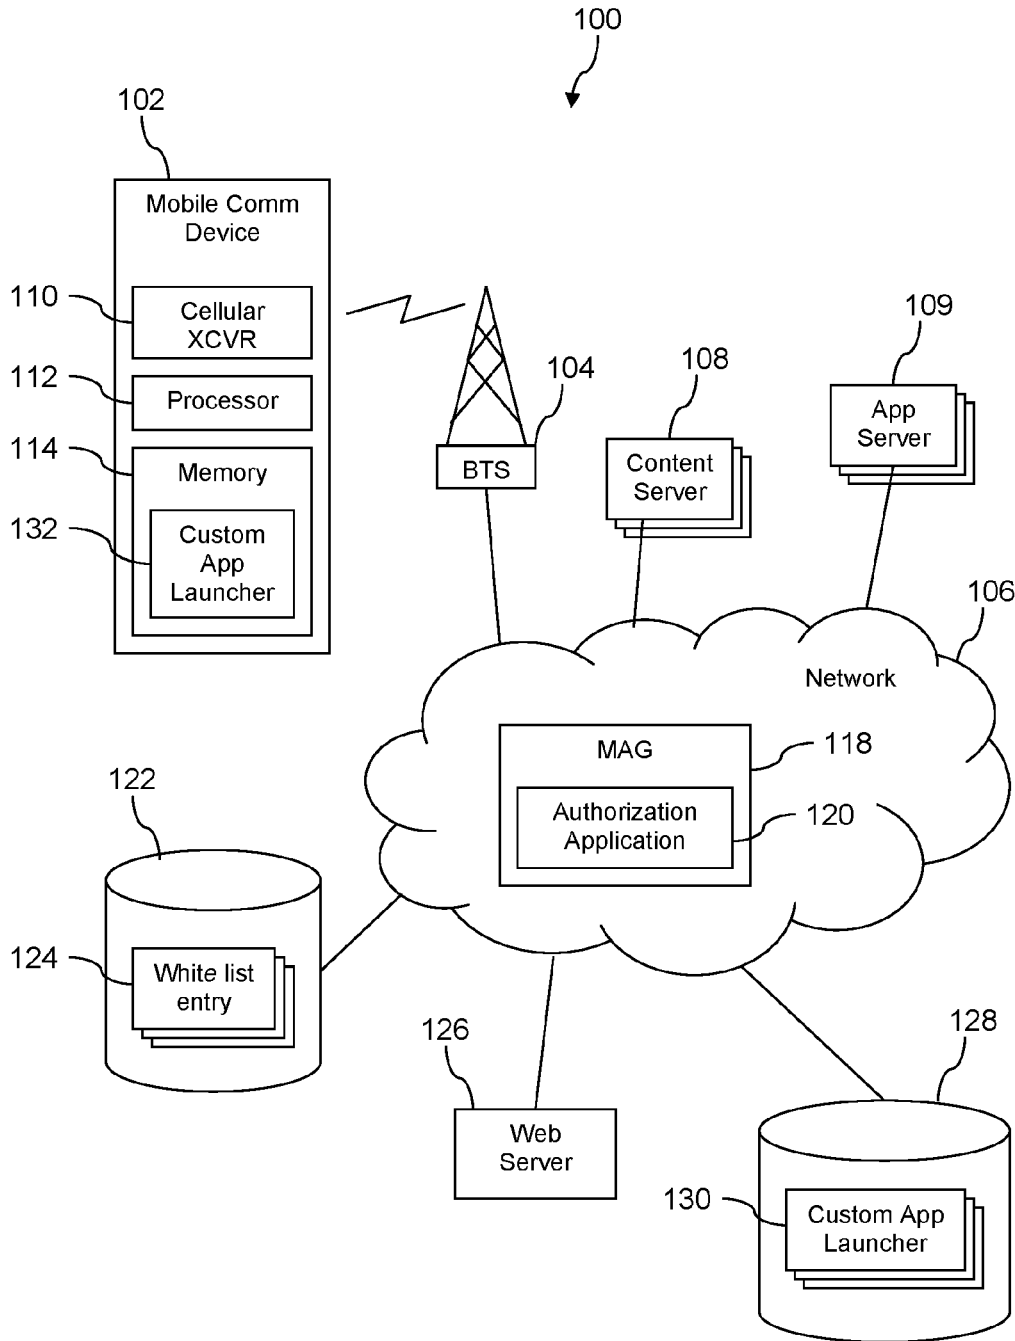 100
102
Mobile Comm
Device
110
Cellular
XCVR
112
Processor
114
Memory
132
Custom
App
Launcher
104
BTS
108
Content
Server
109
App
Server
106
Network
MAG
118
Authorization
Application
120
122
124
White list
entry
126
Web
Server
128
130
Custom App
Launcher